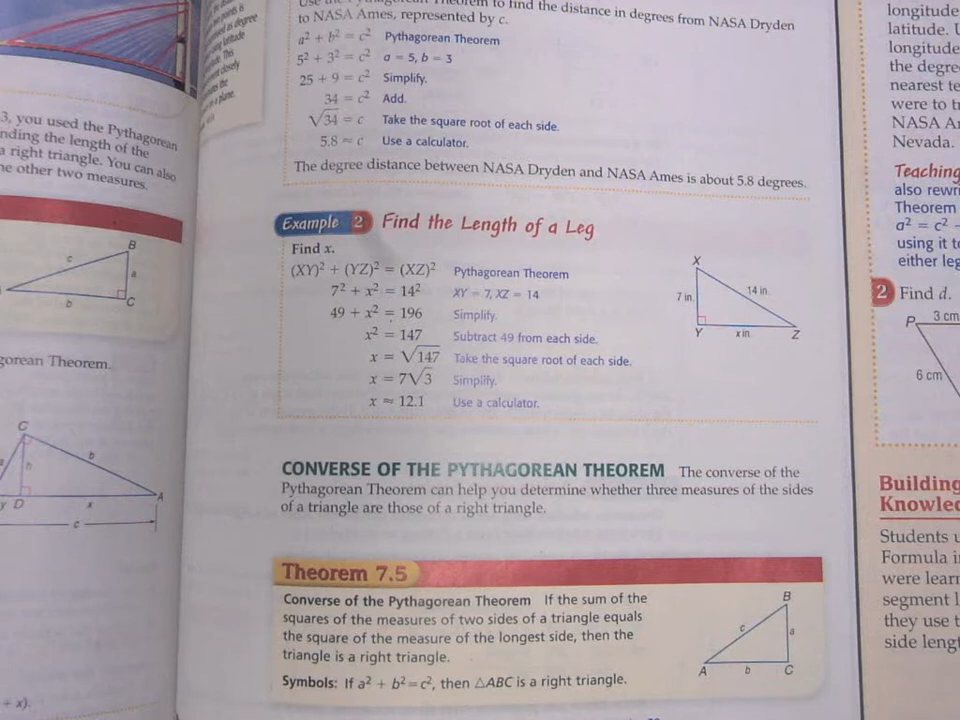 3, you used the Pythagorean
nding the length of the
a right triangle. You can also
he other two measures.
B
c
a
b
C
gorean Theorem.
C
b
h
y D
x
A
c
+ x).
Theorem to find the distance in degrees from NASA Dryden
to NASA Ames, represented by c.
a² + b² = c² Pythagorean Theorem
5² + 3² = c² a = 5, b = 3
25 + 9 = c² Simplify.
34 = c² Add.
√34 = c Take the square root of each side.
5.8 ≈ c Use a calculator.
The degree distance between NASA Dryden and NASA Ames is about 5.8 degrees.
Example 2 Find the Length of a Leg
Find x.
(XY)² + (YZ)² = (XZ)² Pythagorean Theorem
7² + x² = 14² XY = 7, XZ = 14
49 + x² = 196 Simplify.
x² = 147 Subtract 49 from each side.
x = √147 Take the square root of each side.
x = 7√3 Simplify.
x ≈ 12.1 Use a calculator.
X
7 in.
14 in.
Y
x in.
Z
CONVERSE OF THE PYTHAGOREAN THEOREM The converse of the
Pythagorean Theorem can help you determine whether three measures of the sides
of a triangle are those of a right triangle.
Theorem 7.5
Converse of the Pythagorean Theorem If the sum of the
squares of the measures of two sides of a triangle equals
the square of the measure of the longest side, then the
triangle is a right triangle.
Symbols: If a² + b² = c², then △ABC is a right triangle.
B
c
a
A
b
C
longitude
latitude.
longitude
the degre
nearest te
were to
NASA
Nevada.
Teaching
also rewri
Theorem
a² = c² −
using it to
either leg
2 Find d.
P
3 cm
6 cm
Building
Knowled
Students
Formula
were learn
segment
they use
side lengt